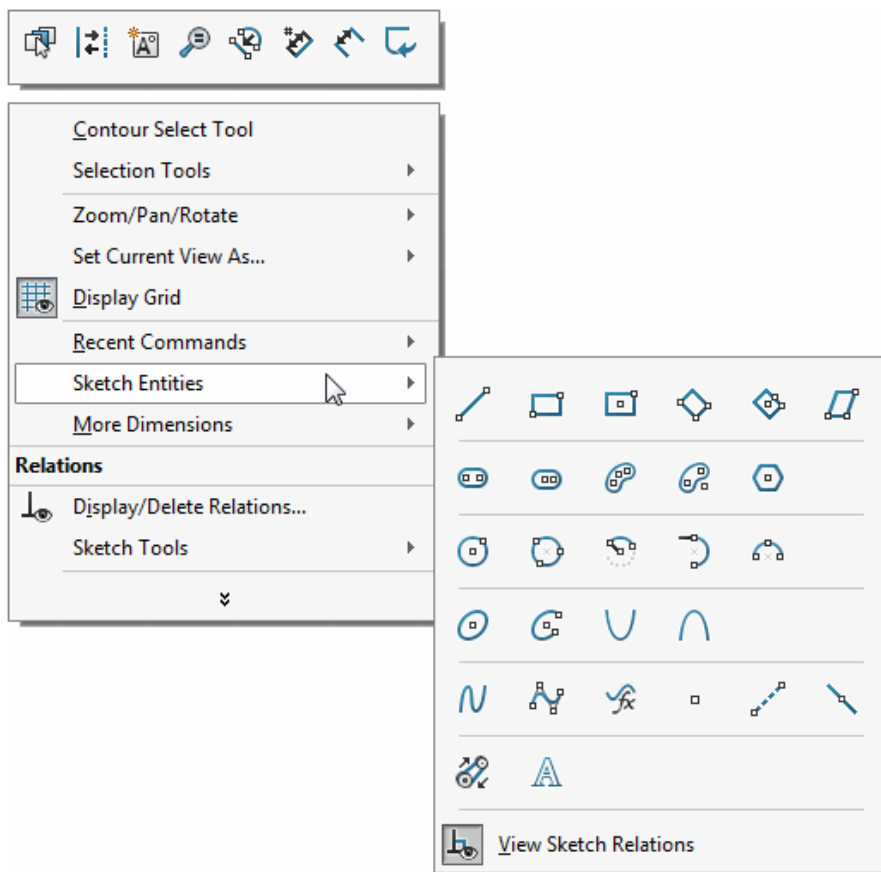 Contour Select Tool
Selection Tools
Zoom/Pan/Rotate
Set Current View As...
Display Grid
Recent Commands
Sketch Entities
More Dimensions
Relations
Display/Delete Relations...
Sketch Tools
View Sketch Relations